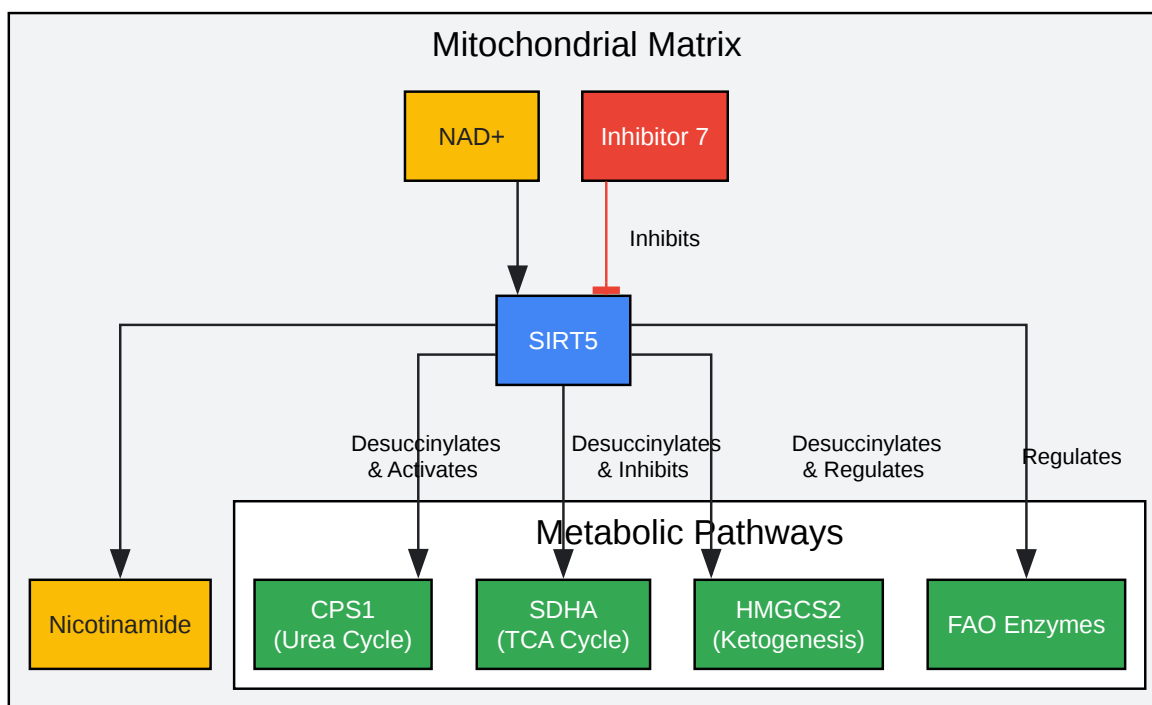 Mitochondrial Matrix
NAD+
Inhibitor 7
Inhibits
SIRT5
Desuccinylates
& Activates
Desuccinylates
& Inhibits
Desuccinylates
& Regulates
Regulates
Metabolic Pathways
Nicotinamide
CPS1
(Urea Cycle)
SDHA
(TCA Cycle)
HMGCS2
(Ketogenesis)
FAO Enzymes